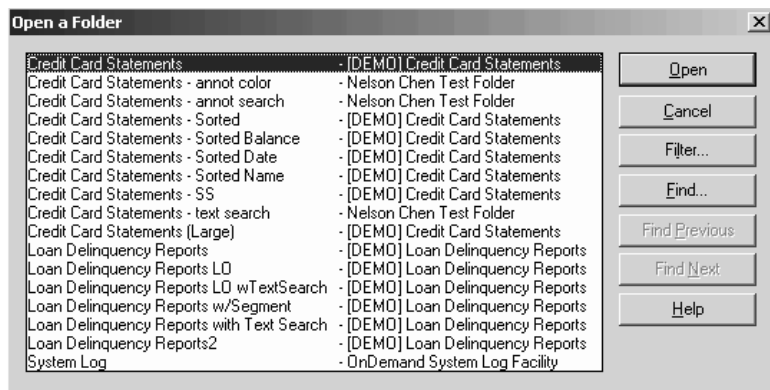 Open a Folder
Credit Card Statements - [DEMO] Credit Card Statements
Credit Card Statements - annot color - Nelson Chen Test Folder
Credit Card Statements - annot search - Nelson Chen Test Folder
Credit Card Statements - Sorted - [DEMO] Credit Card Statements
Credit Card Statements - Sorted Balance - [DEMO] Credit Card Statements
Credit Card Statements - Sorted Date - [DEMO] Credit Card Statements
Credit Card Statements - Sorted Name - [DEMO] Credit Card Statements
Credit Card Statements - SS - [DEMO] Credit Card Statements
Credit Card Statements - text search - Nelson Chen Test Folder
Credit Card Statements (Large) - [DEMO] Credit Card Statements
Loan Delinquency Reports - [DEMO] Loan Delinquency Reports
Loan Delinquency Reports LO - [DEMO] Loan Delinquency Reports
Loan Delinquency Reports LO wTextSearch - [DEMO] Loan Delinquency Reports
Loan Delinquency Reports w/Segment - [DEMO] Loan Delinquency Reports
Loan Delinquency Reports with Text Search - [DEMO] Loan Delinquency Reports
Loan Delinquency Reports2 - [DEMO] Loan Delinquency Reports
System Log - OnDemand System Log Facility
Open
Cancel
Filter...
Find...
Find Previous
Find Next
Help